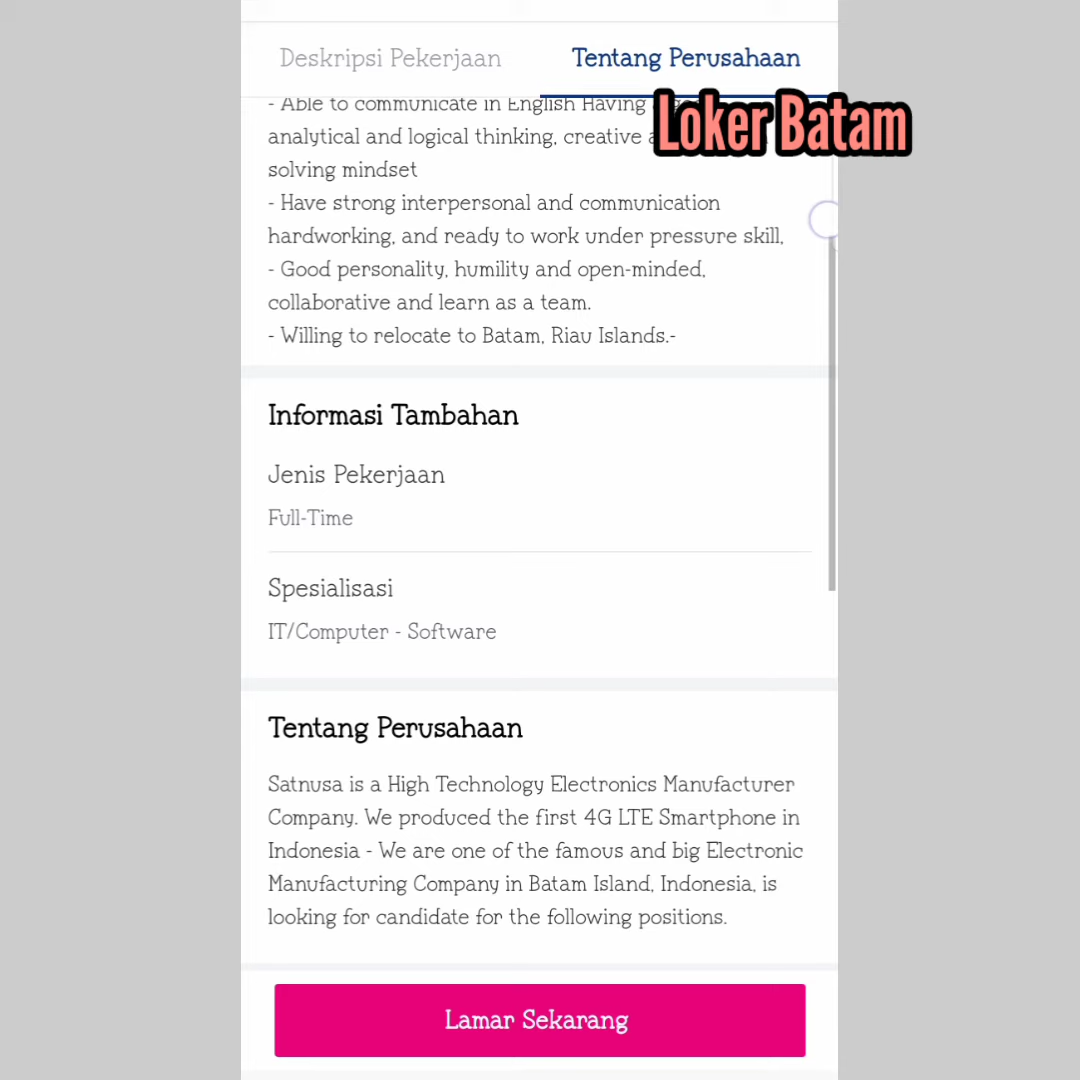 Deskripsi Pekerjaan
Tentang Perusahaan
Loker Batam
- Able to communicate in English Having
analytical and logical thinking, creative
solving mindset
- Have strong interpersonal and communication
hardworking, and ready to work under pressure skill,
- Good personality, humility and open-minded,
collaborative and learn as a team.
- Willing to relocate to Batam, Riau Islands.-
Informasi Tambahan
Jenis Pekerjaan
Full-Time
Spesialisasi
IT/Computer - Software
Tentang Perusahaan
Satnusa is a High Technology Electronics Manufacturer
Company. We produced the first 4G LTE Smartphone in
Indonesia - We are one of the famous and big Electronic
Manufacturing Company in Batam Island, Indonesia, is
looking for candidate for the following positions.
Lamar Sekarang